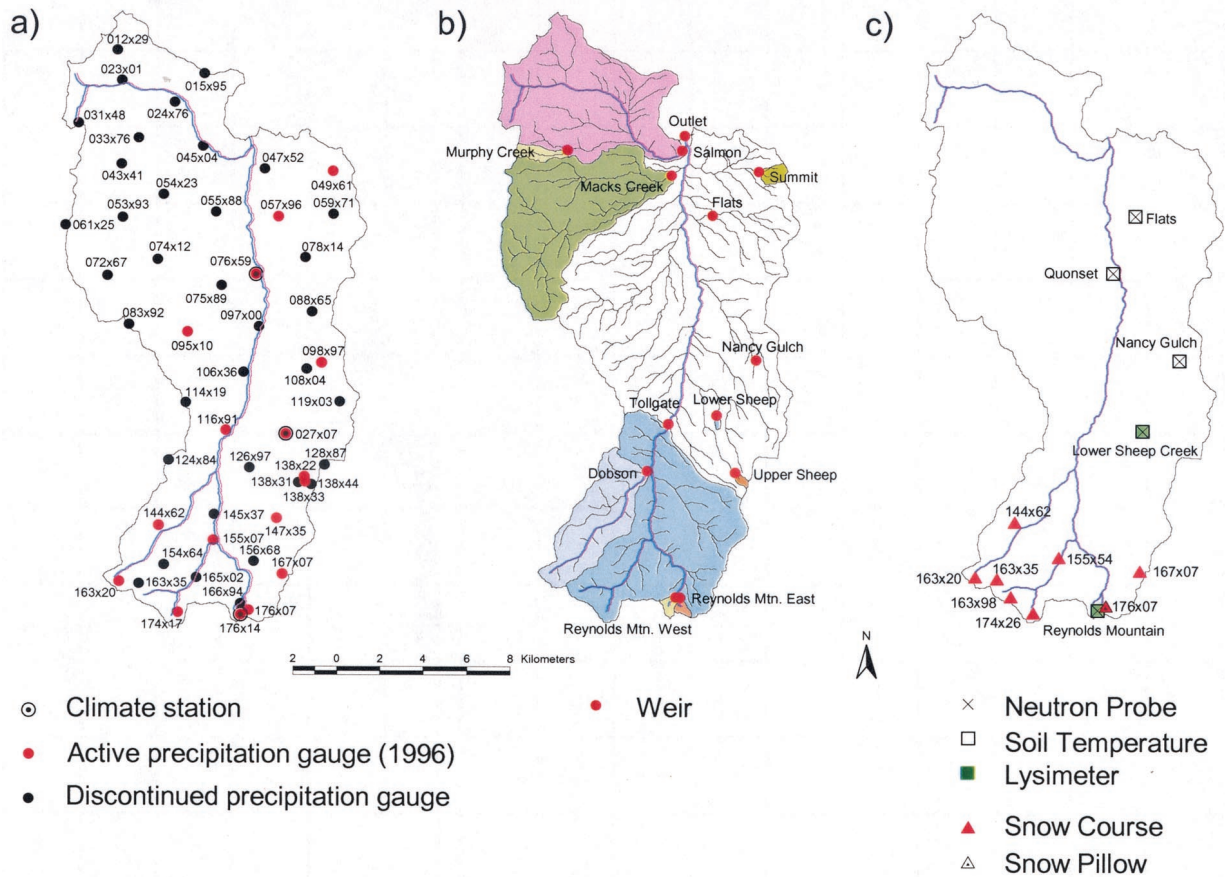 a)
012x29
023x01
015x95
024x76
031x48
033x76
045x04
047x52
043x41
049x61
054x23
055x88
057x96
059x71
053x93
061x25
074x12
078x14
072x67
076x59
075x89
088x65
083x92
097x00
095x10
098x97
106x36
108x04
114x19
119x03
116x91
027x07
124x84
126x97
128x87
138x22
138x31
138x44
138x33
144x62
145x37
147x35
155x07
154x64
156x68
167x07
163x20
163x35
165x02
166x94
174x17
176x07
176x14
b)
Outlet
Murphy Creek
Salmon
Macks Creek
Summit
Flats
Nancy Gulch
Tollgate
Lower Sheep
Dobson
Upper Sheep
Reynolds Mtn. East
Reynolds Mtn. West
c)
Flats
Quonset
Nancy Gulch
Lower Sheep Creek
144x62
155x54
163x20
163x35
167x07
163x98
176x07
174x26
Reynolds Mountain
N
2 0 2 4 6 8 Kilometers
Climate station
Active precipitation gauge (1996)
Discontinued precipitation gauge
Weir
Neutron Probe
Soil Temperature
Lysimeter
Snow Course
Snow Pillow